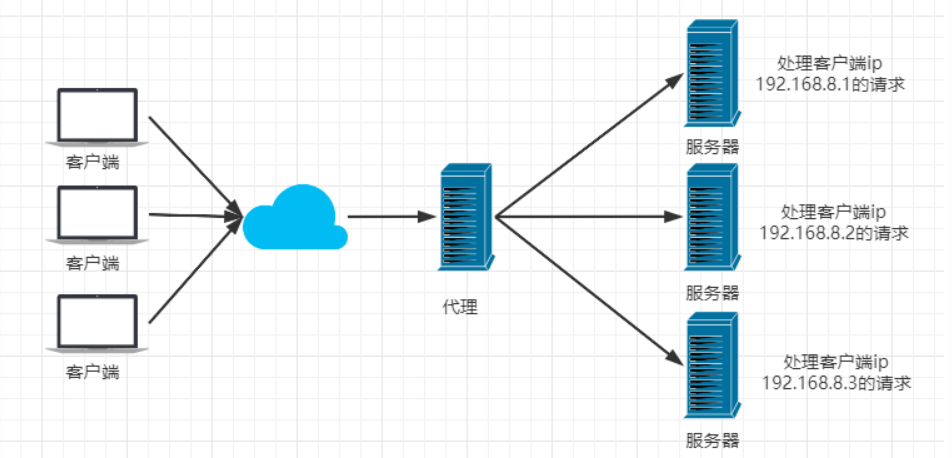 处理客户端ip
192.168.8.1的请求
服务器
客户端
处理客户端ip
192.168.8.2的请求
客户端
服务器
代理
处理客户端ip
192.168.8.3的请求
客户端
服务器